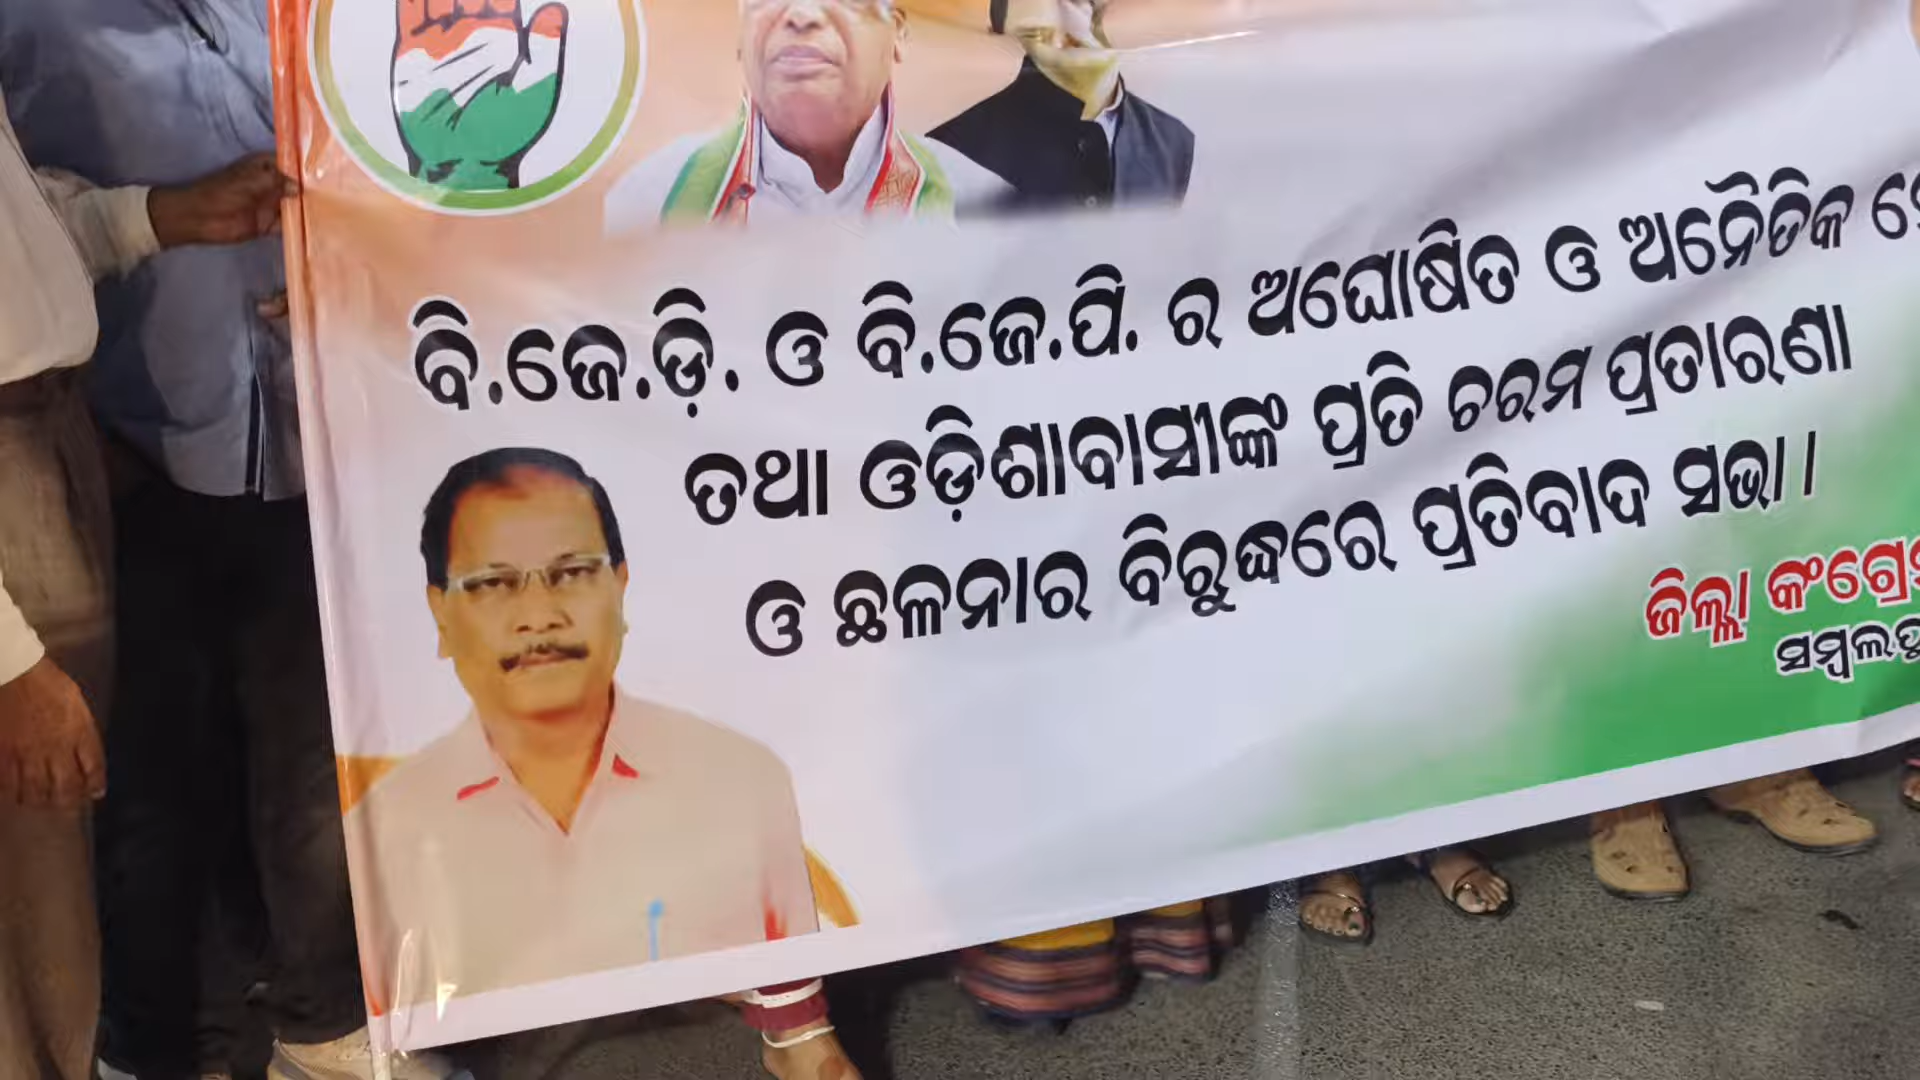 ବି.ଜେ.ଡ଼ି. ଓ ବି.ଜେ.ପି. ର ଅଘୋଷିତ ଓ ଅନୈତିକ
ତଥା ଓଡ଼ିଶାବାସୀଙ୍କ ପ୍ରତି ଚରମ ପ୍ରତାରଣା
ଓ ଛଳନାର ବିରୁଦ୍ଧରେ ପ୍ରତିବାଦ ସଭା ।
ଜିଲ୍ଲା